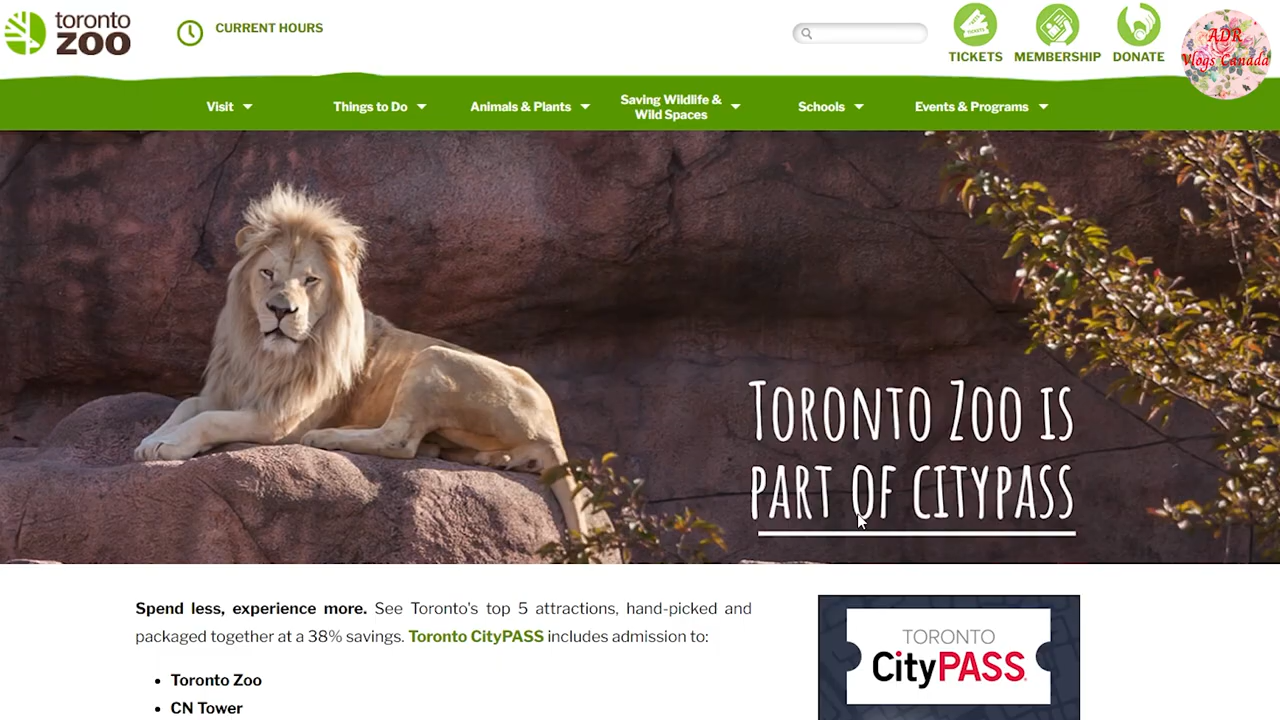 toronto
ZOO
CURRENT HOURS
TICKETS
TICKETS MEMBERSHIP DONATE
ADR
Vlogs Canada
Visit Things to Do Animals & Plants Saving Wildlife & Wild Spaces Schools Events & Programs
TORONTO ZOO IS
PART OF CITYPASS
Spend less, experience more. See Toronto's top 5 attractions, hand-picked and
packaged together at a 38% savings. Toronto CityPASS includes admission to:
• Toronto Zoo
• CN Tower
TORONTO
CityPASS